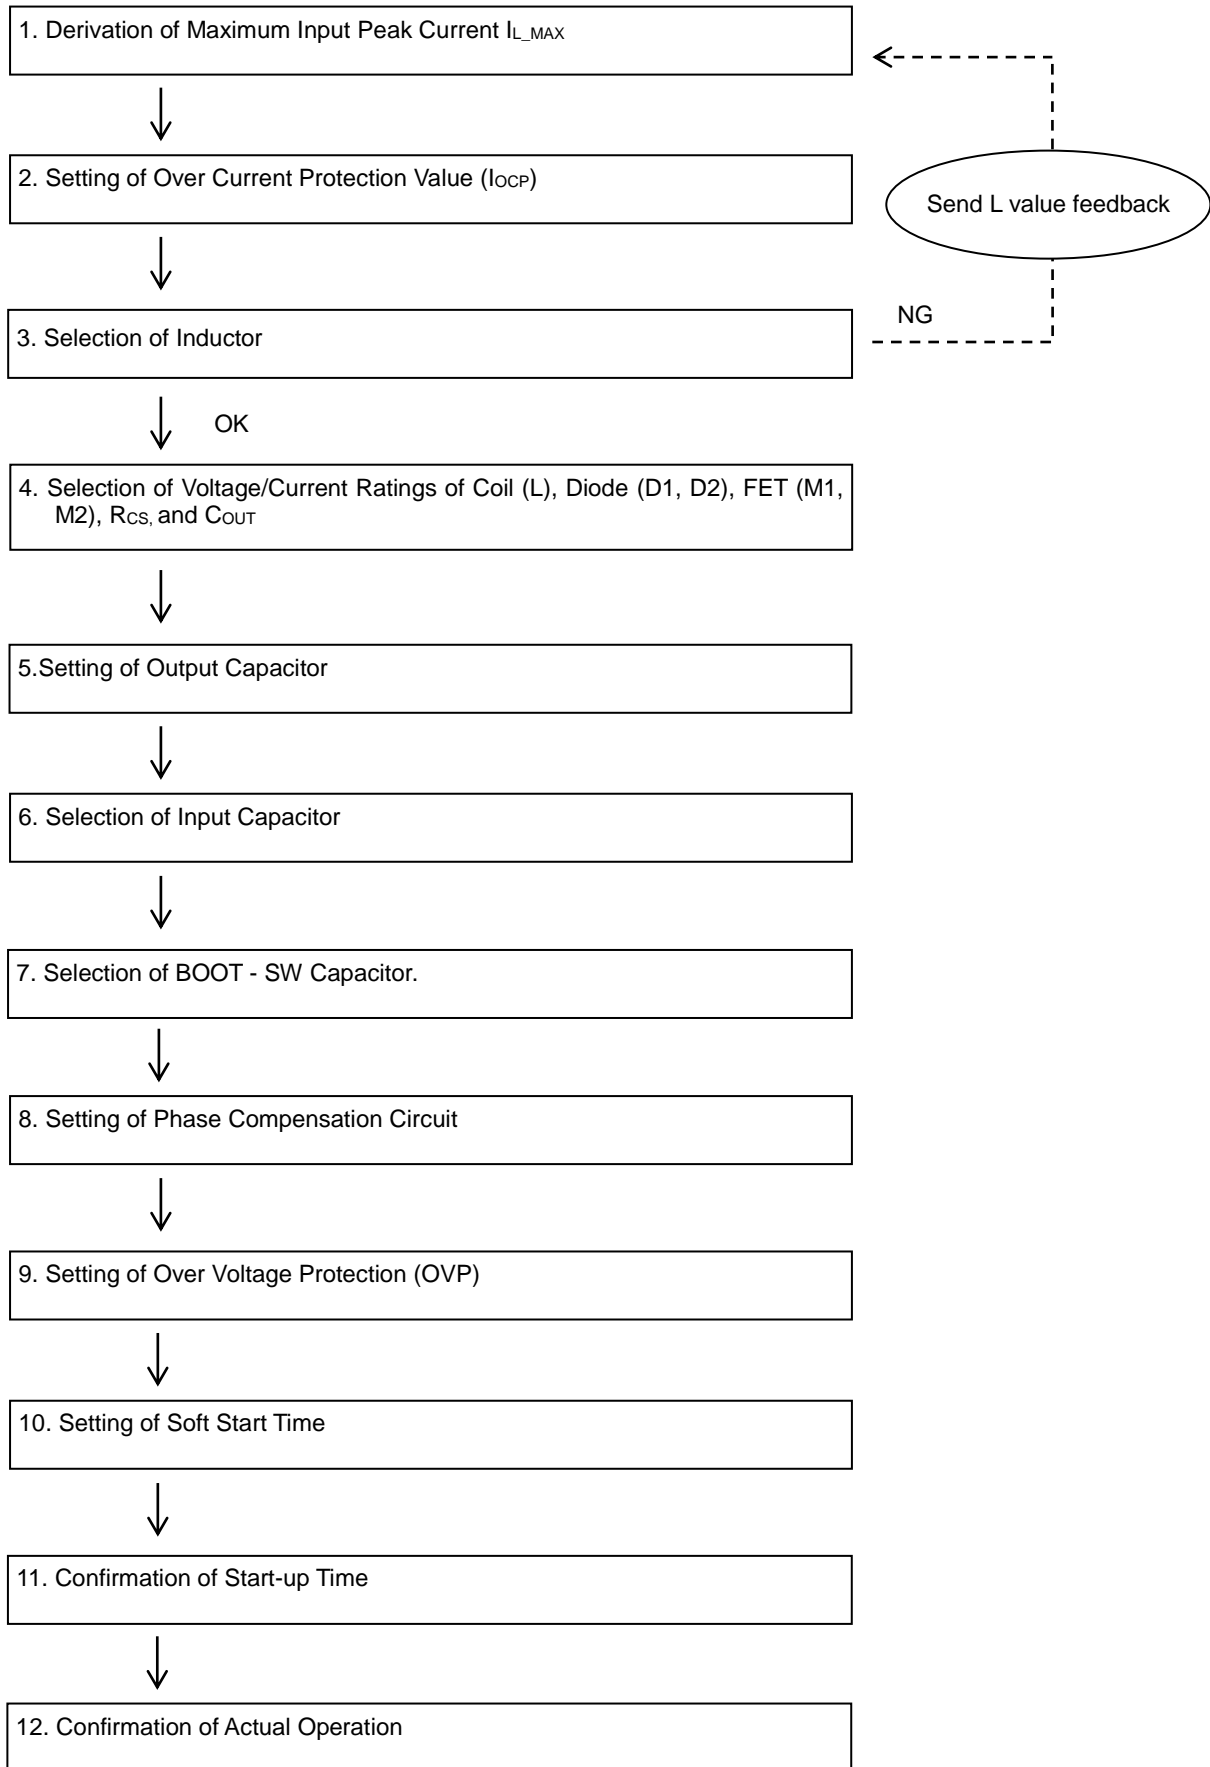 1. Derivation of Maximum Input Peak Current IL_MAX
2. Setting of Over Current Protection Value (IOCP)
Send L value feedback
NG
3. Selection of Inductor
OK
4. Selection of Voltage/Current Ratings of Coil (L), Diode (D1, D2), FET (M1,
M2), RCS, and COUT
5.Setting of Output Capacitor
6. Selection of Input Capacitor
7. Selection of BOOT - SW Capacitor.
8. Setting of Phase Compensation Circuit
9. Setting of Over Voltage Protection (OVP)
10. Setting of Soft Start Time
11. Confirmation of Start-up Time
12. Confirmation of Actual Operation